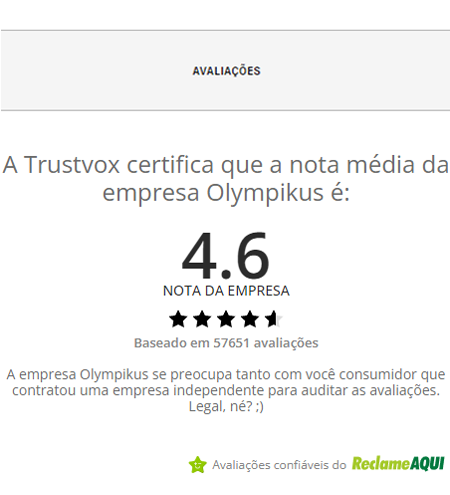 AVALIAÇÕES
A Trustvox certifica que a nota média da
empresa Olympikus é:
4.6
NOTA DA EMPRESA
Baseado em 57651 avaliações
A empresa Olympikus se preocupa tanto com você consumidor que
contratou uma empresa independente para auditar as avaliações.
Legal, né? ;)
Avaliações confiáveis do ReclameAQUI